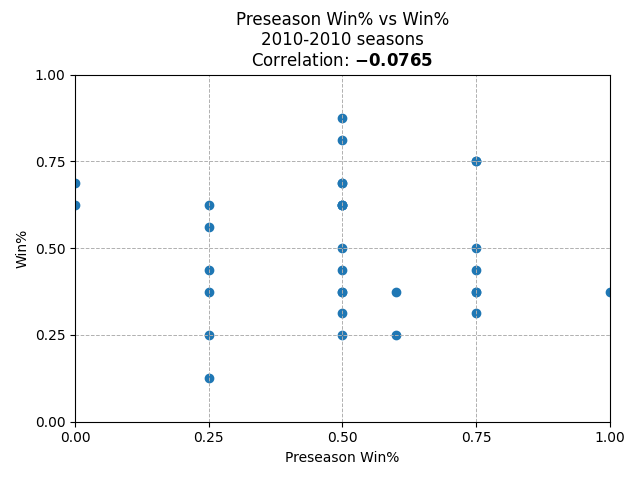 Preseason Win% vs Win%
2010-2010 seasons
Correlation: −0.0765
1.00
0.75
0.50
0.25
0.00
Win%
0.00 0.25 0.50 0.75 1.00
Preseason Win%